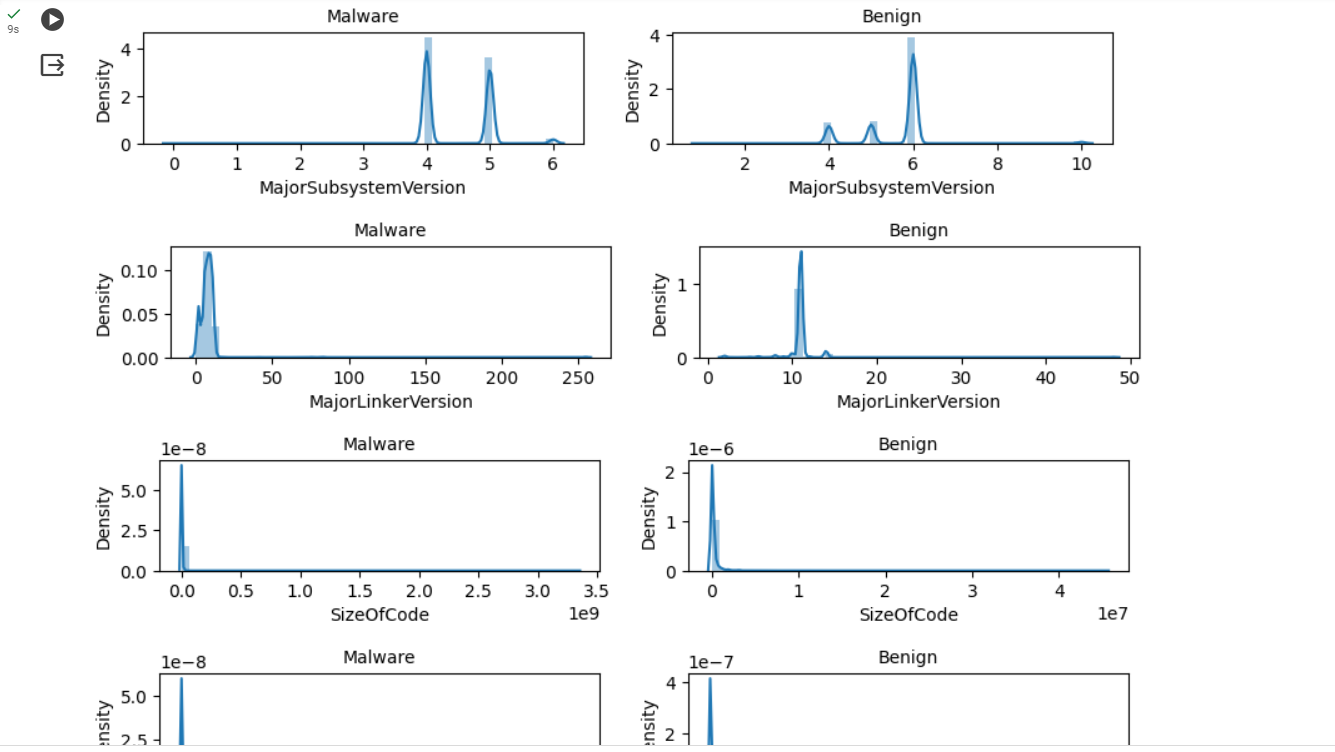 9s
Malware
Benign
Density
4
2
0
0 1 2 3 4 5 6
MajorSubsystemVersion
Density
4
2
0
2 4 6 8 10
MajorSubsystemVersion
Malware
Benign
Density
0.10
0.05
0.00
0 50 100 150 200 250
MajorLinkerVersion
Density
1
0
0 10 20 30 40 50
MajorLinkerVersion
Malware
Benign
1e−8
Density
5.0
2.5
0.0
0.0 0.5 1.0 1.5 2.0 2.5 3.0 3.5
SizeOfCode
1e9
1e−6
Density
2
1
0
0 1 2 3 4
SizeOfCode
1e7
Malware
Benign
1e−8
5.0
2.5
nsity
1e−7
4
2
nsity